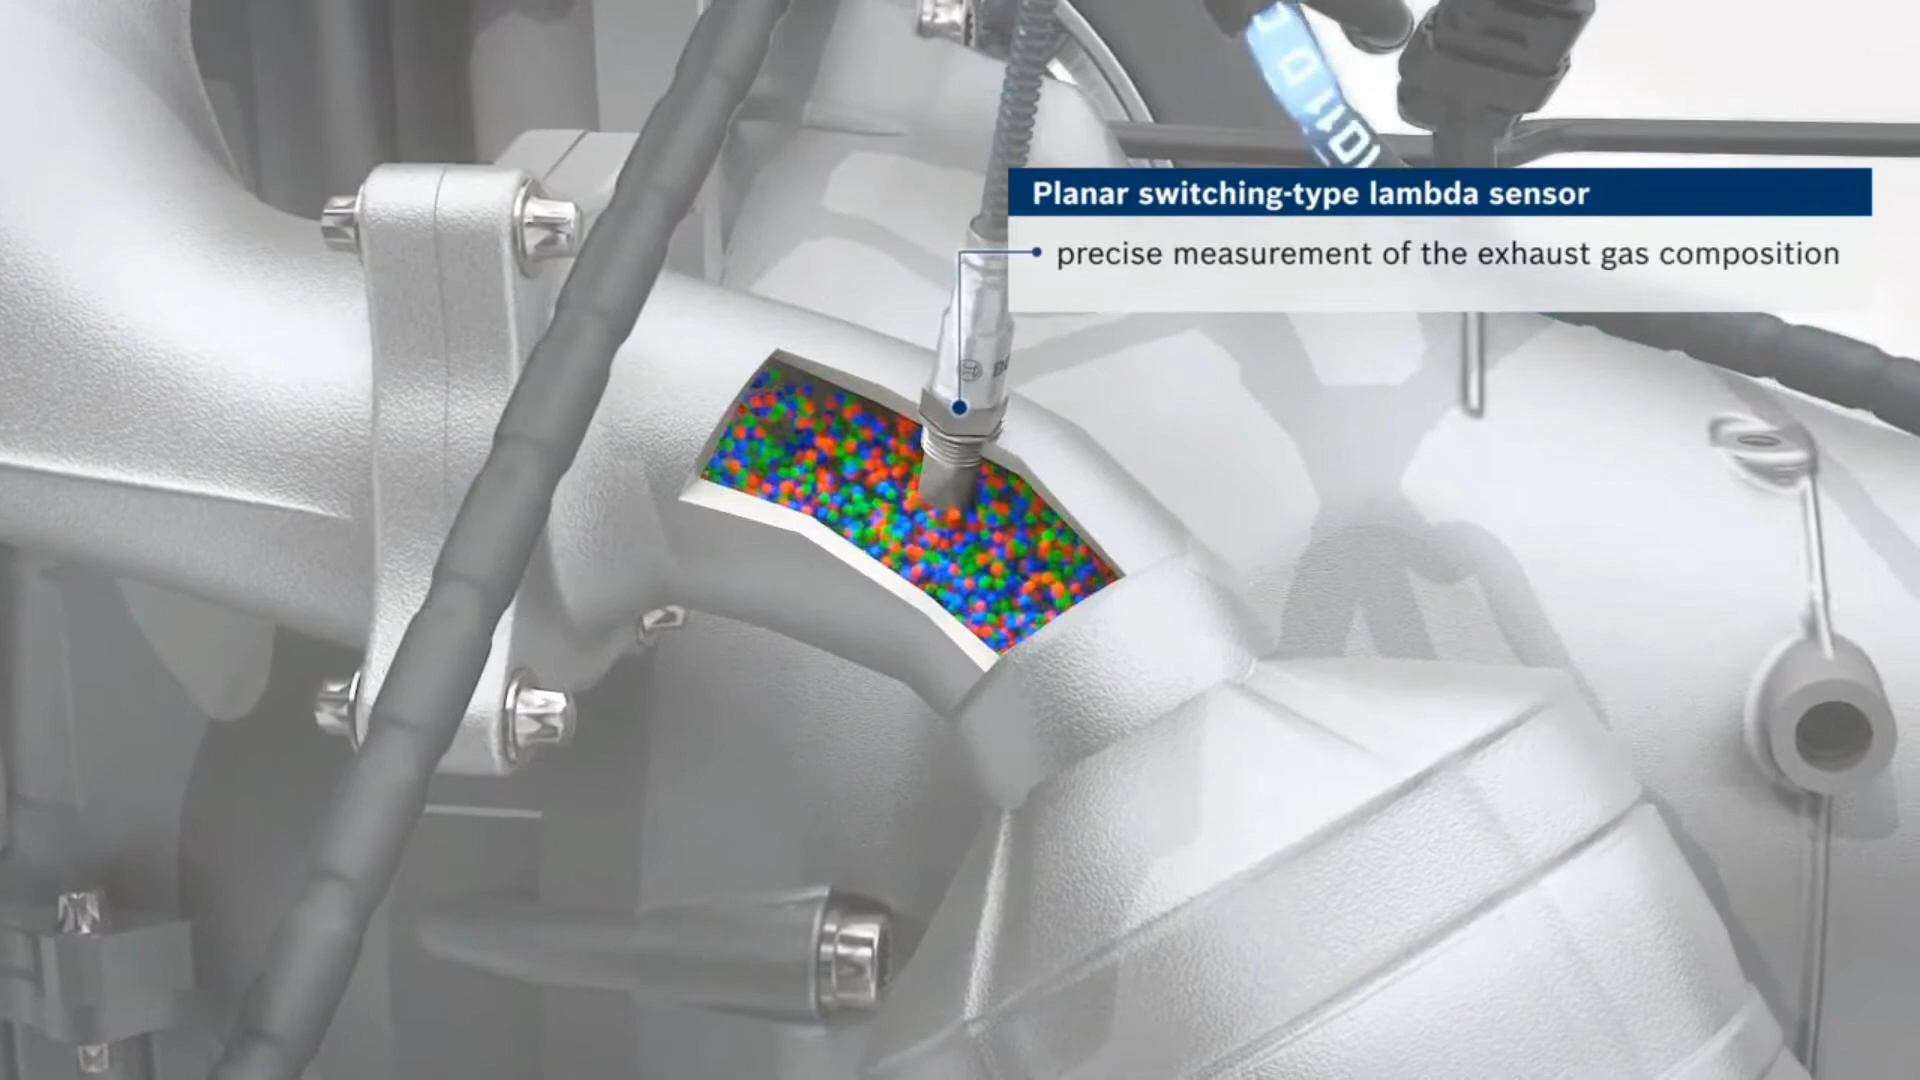 Planar switching-type lambda sensor
precise measurement of the exhaust gas composition